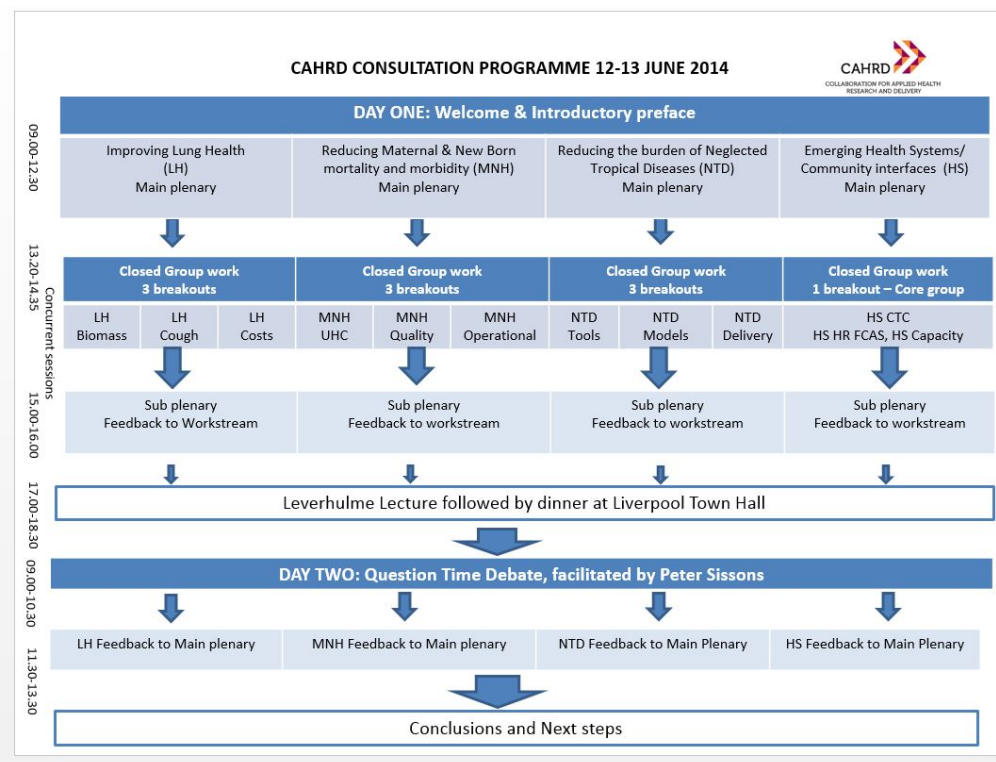 CAHRD CONSULTATION PROGRAMME 12-13 JUNE 2014
CAHRD
COLLABORATION FOR APPLIED HEALTH
RESEARCH AND DELIVERY
DAY ONE: Welcome & Introductory preface
09.00-12.30
Improving Lung Health
(LH)
Main plenary
Reducing Maternal & New Born
mortality and morbidity (MNH)
Main plenary
Reducing the burden of Neglected
Tropical Diseases (NTD)
Main plenary
Emerging Health Systems/
Community interfaces (HS)
Main plenary
13.20-14.35
Concurrent sessions
Closed Group work
3 breakouts
Closed Group work
3 breakouts
Closed Group work
3 breakouts
Closed Group work
1 breakout – Core group
LH
Biomass
LH
Cough
LH
Costs
MNH
UHC
MNH
Quality
MNH
Operational
NTD
Tools
NTD
Models
NTD
Delivery
HS CTC
HS HR FCAS, HS Capacity
15.00-16.00
Sub plenary
Feedback to Workstream
Sub plenary
Feedback to workstream
Sub plenary
Feedback to workstream
Sub plenary
Feedback to workstream
17.00-18.30
Leverhulme Lecture followed by dinner at Liverpool Town Hall
09.00-10.30
DAY TWO: Question Time Debate, facilitated by Peter Sissons
11.30-13.30
LH Feedback to Main plenary
MNH Feedback to Main plenary
NTD Feedback to Main Plenary
HS Feedback to Main Plenary
Conclusions and Next steps